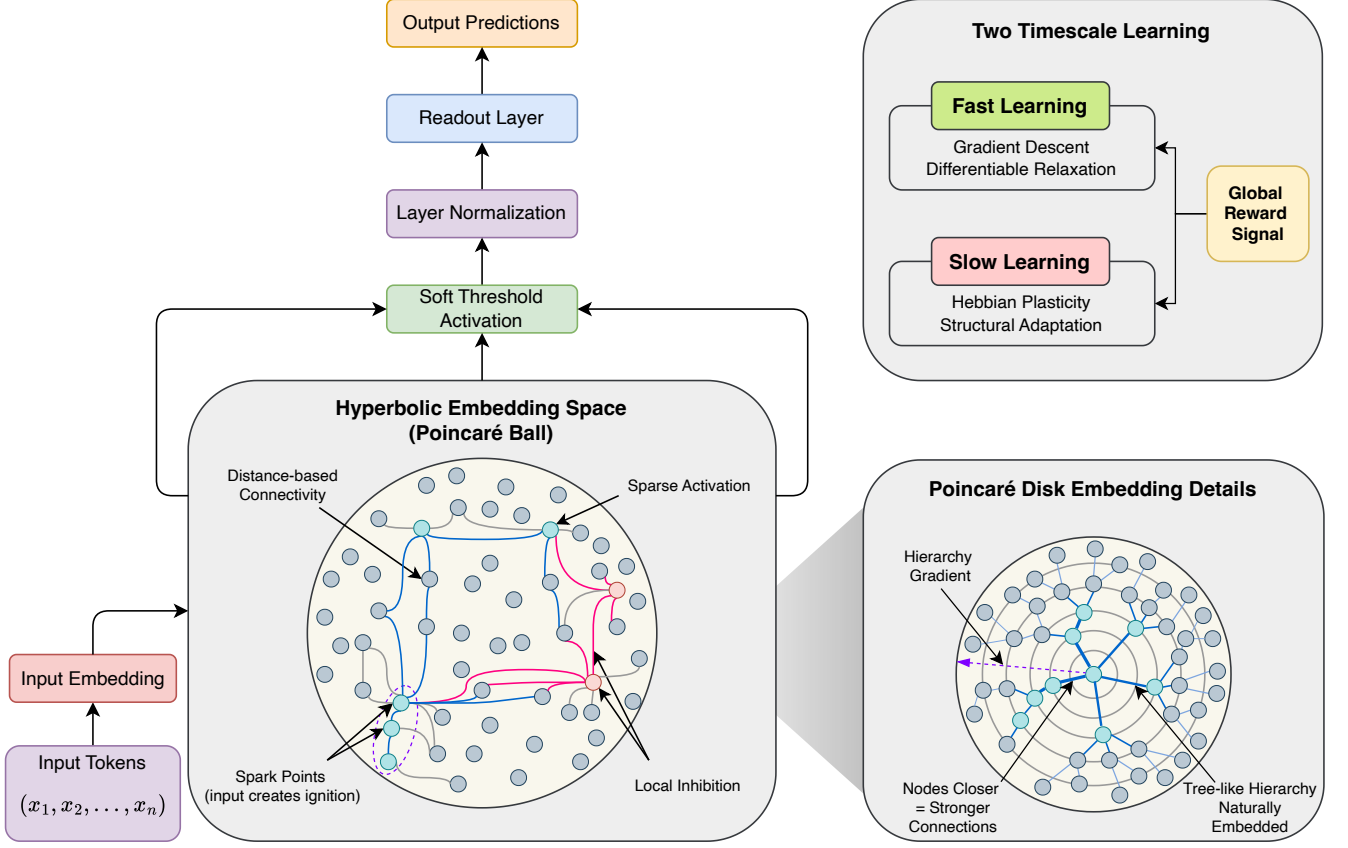 Output Predictions
Readout Layer
Layer Normalization
Soft Threshold
Activation
Hyperbolic Embedding Space
(Poincaré Ball)
Distance-based
Connectivity
Sparse Activation
Spark Points
(input creates ignition)
Local Inhibition
Input Embedding
Input Tokens
(x₁, x₂, . . . , xₙ)
Two Timescale Learning
Fast Learning
Gradient Descent
Differentiable Relaxation
Slow Learning
Hebbian Plasticity
Structural Adaptation
Global
Reward
Signal
Poincaré Disk Embedding Details
Hierarchy
Gradient
Nodes Closer
= Stronger
Connections
Tree-like Hierarchy
Naturally
Embedded